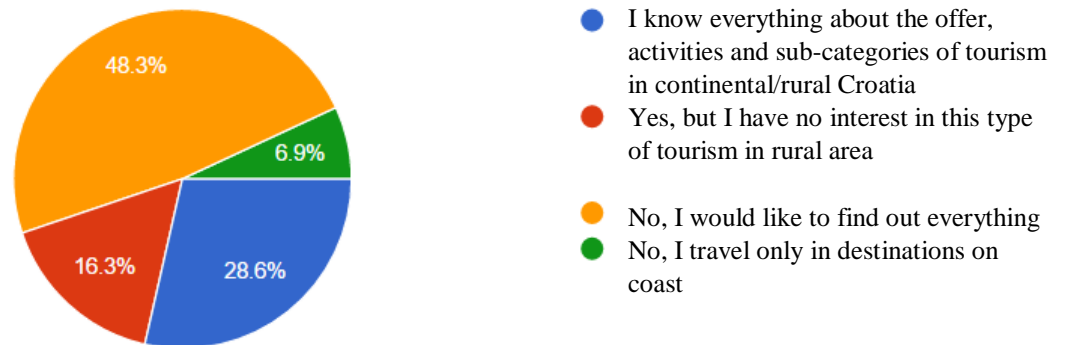 48.3%
6.9%
16.3%
28.6%
I know everything about the offer,
activities and sub-categories of tourism
in continental/rural Croatia
Yes, but I have no interest in this type
of tourism in rural area
No, I would like to find out everything
No, I travel only in destinations on
coast